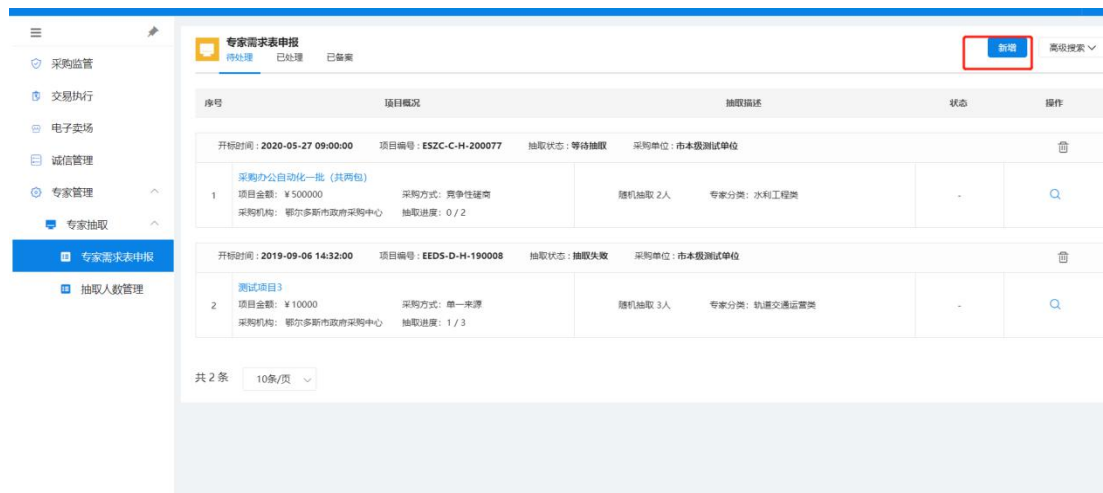 专家需求表申报
待处理 已处理 已备案
新增 高级搜索
采购监管
交易执行
电子卖场
诚信管理
专家管理
专家抽取
专家需求表申报
抽取人数管理
序号 项目概况 抽取描述 状态 操作
开标时间：2020-05-27 09:00:00 项目编号：ESZC-C-H-200077 抽取状态：等待抽取 采购单位：市本级测试单位
采购办公自动化一批（共两包）
1 项目金额：￥500000 采购方式：竞争性磋商 随机抽取 2人 专家分类：水利工程类 -
采购机构：鄂尔多斯市政府采购中心 抽取进度：0 / 2
开标时间：2019-09-06 14:32:00 项目编号：EEDS-D-H-190008 抽取状态：抽取失败 采购单位：市本级测试单位
测试项目3
2 项目金额：￥10000 采购方式：单一来源 随机抽取 3人 专家分类：轨道交通运营类 -
采购机构：鄂尔多斯市政府采购中心 抽取进度：1 / 3
共 2 条 10条/页